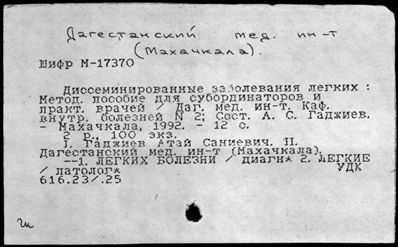 Дагестанский мед. ин-т
(Махачкала).
Шифр М-17370
Диссеминированные заболевания легких :
Метод. пособие для субординаторов и
практ. врачей / Даг. мед. ин-т, Каф.
внутр. болезней N 2; Сост. А. С. Гаджиев.
- Махачкала, 1992. - 12 с.
2 р., 100 экз.
I. Гаджиев Атай Саниевич. II.
Дагестанский мед. ин-т (Махачкала).
--1. ЛЕГКИХ БОЛЕЗНИ / диагн* 2. ЛЕГКИЕ
/ патолог* УДК
616.23/.25